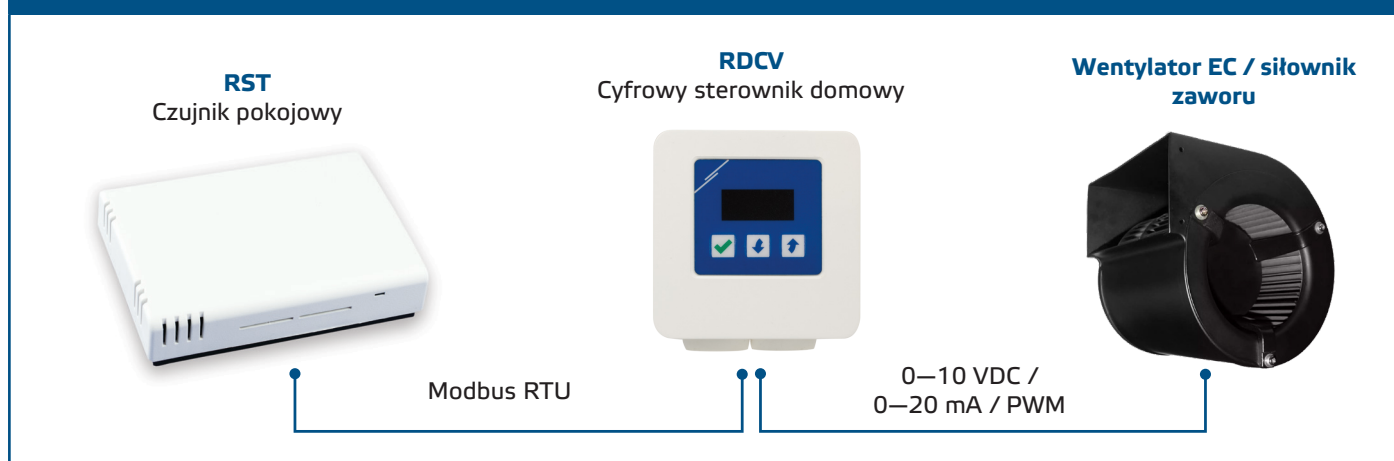 RST
Czujnik pokojowy
RDCV
Cyfrowy sterownik domowy
Wentylator EC / siłownik
zaworu
Modbus RTU
0—10 VDC /
0—20 mA / PWM